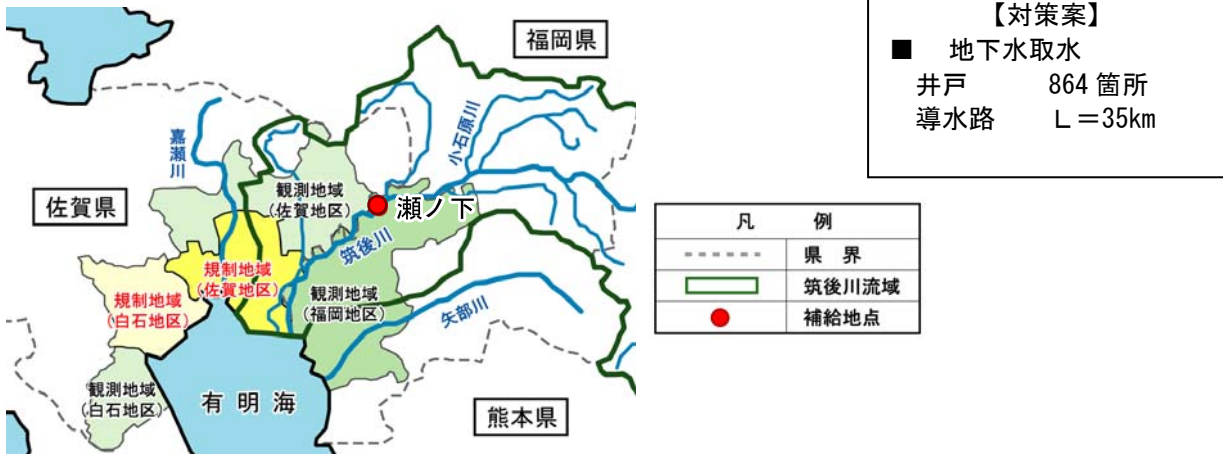 福岡県
嘉瀬川
小石原川
佐賀県
観測地域
(佐賀地区)
瀬ノ下
筑後川
規制地域
(佐賀地区)
規制地域
(白石地区)
観測地域
(福岡地区)
矢部川
観測地域
(白石地区)
有明海
熊本県
【対策案】
■ 地下水取水
井戸 864 箇所
導水路 L=35km
凡 例
県 界
筑後川流域
補給地点